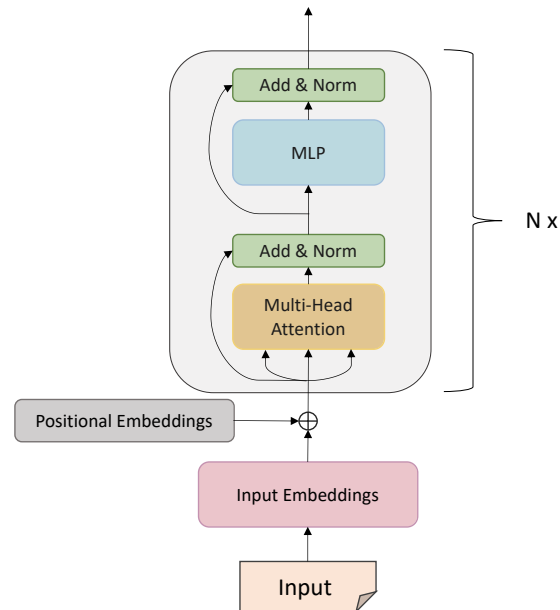 Add & Norm
MLP
N x
Add & Norm
Multi-Head
Attention
Positional Embeddings
Input Embeddings
Input